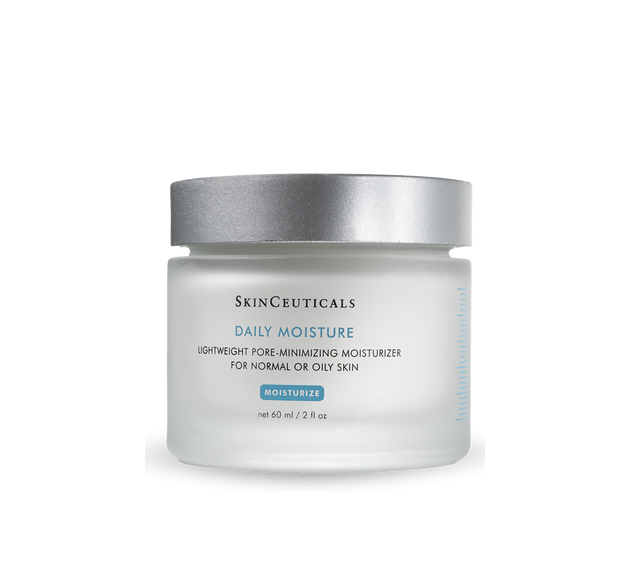 SKINCEUTICALS
DAILY MOISTURE
LIGHTWEIGHT PORE-MINIMIZING MOISTURIZER
FOR NORMAL OR OILY SKIN
MOISTURIZE
net 60 ml / 2 fl oz